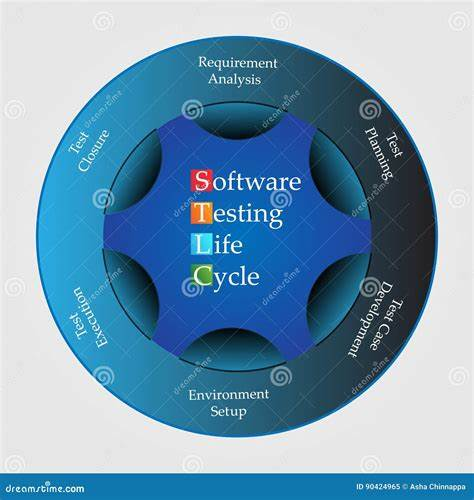 Requirement
Analysis
Test
Planning
Test Case
Development
Environment
Setup
Test
Execution
Test
Closure
Software
Testing
Life
Cycle
dreamstime
dreamstime.com
ID 90424965 © Asha Chinnappa